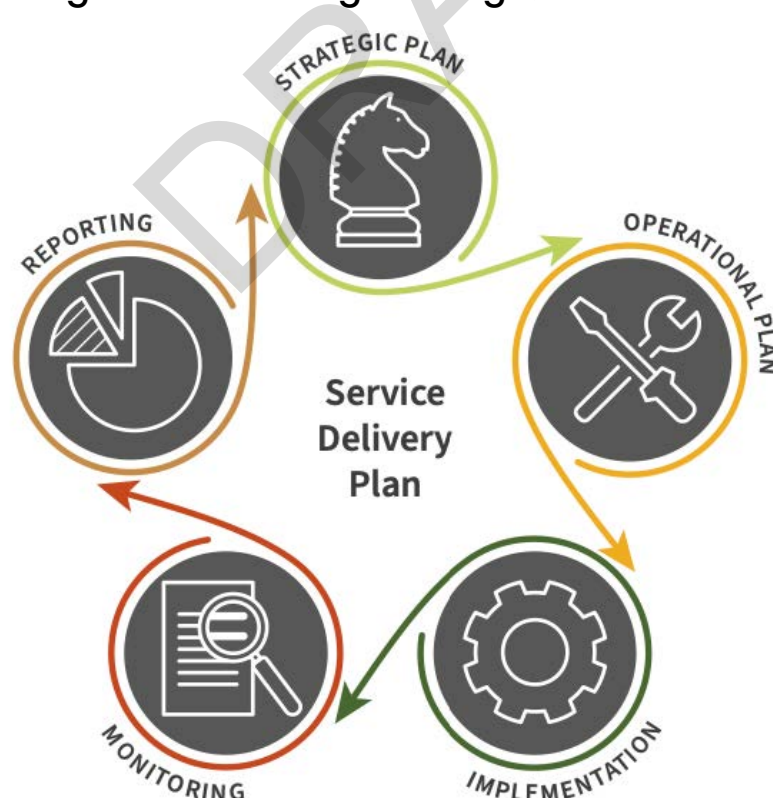 STRATEGIC PLAN
OPERATIONAL PLAN
REPORTING
Service
Delivery
Plan
MONITORING
IMPLEMENTATION